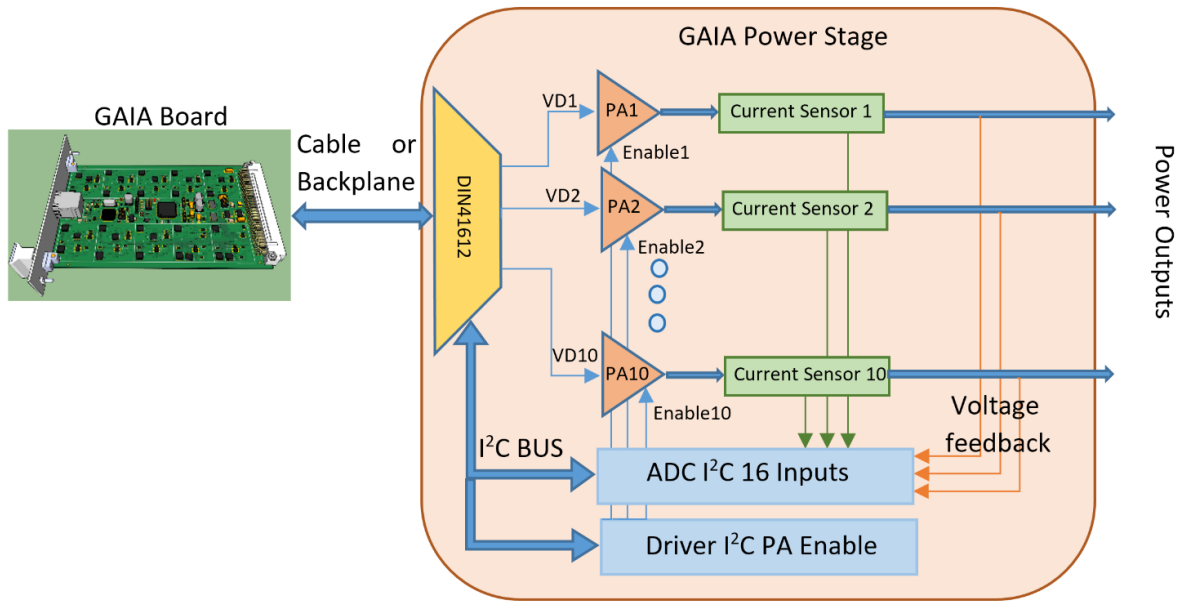 GAIA Power Stage
GAIA Board
Cable or
Backplane
DIN41612
VD1
PA1
Current Sensor 1
Enable1
VD2
PA2
Current Sensor 2
Enable2
VD10
PA10
Current Sensor 10
Enable10
Voltage
feedback
I²C BUS
ADC I²C 16 Inputs
Driver I²C PA Enable
Power Outputs